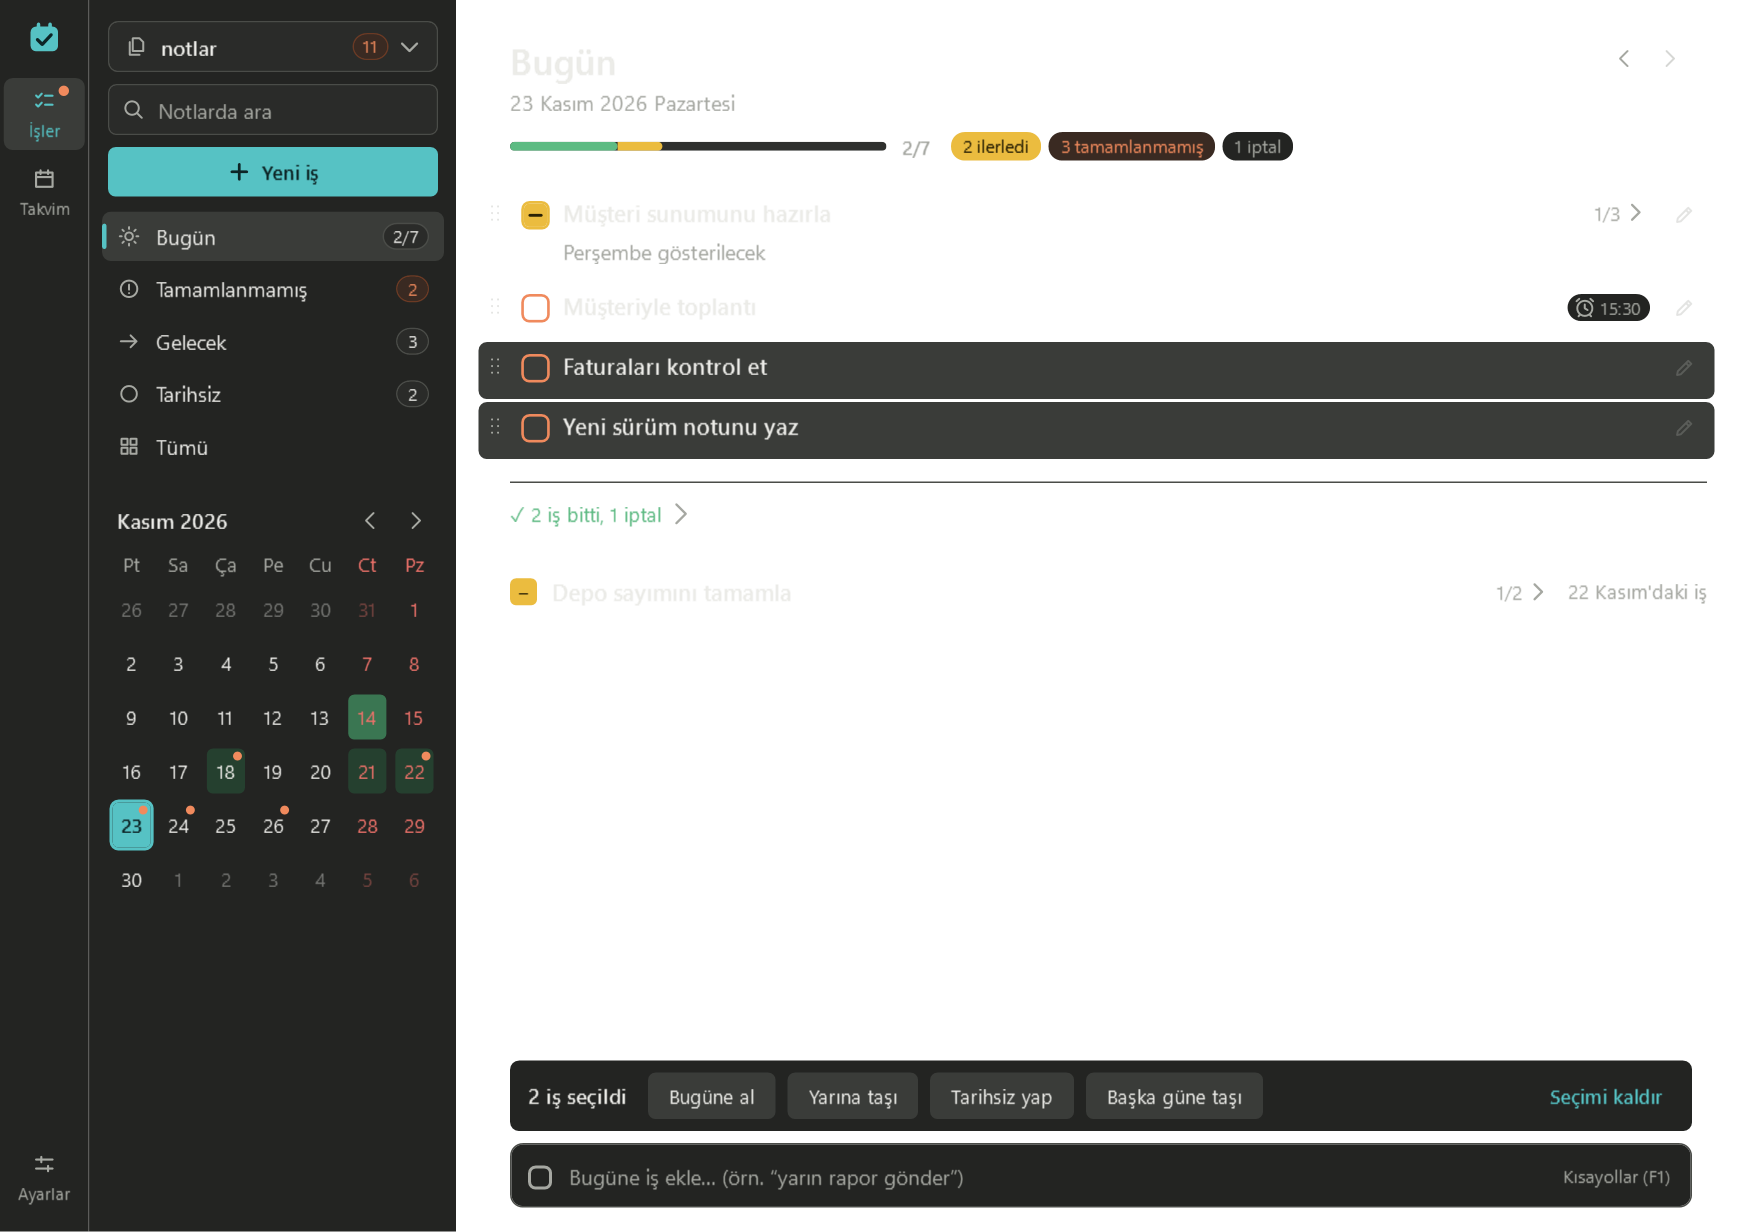 İşler
Takvim
Ayarlar
notlar 11
Notlarda ara
+ Yeni iş
Bugün 2/7
Tamamlanmamış 2
Gelecek 3
Tarihsiz 2
Tümü
Kasım 2026
Pt Sa Ça Pe Cu Ct Pz
26 27 28 29 30 31 1
2 3 4 5 6 7 8
9 10 11 12 13 14 15
16 17 18 19 20 21 22
23 24 25 26 27 28 29
30 1 2 3 4 5 6
Bugün
23 Kasım 2026 Pazartesi
2/7 2 ilerledi 3 tamamlanmamış 1 iptal
Müşteri sunumunu hazırla 1/3
Perşembe gösterilecek
Müşteriyle toplantı 15:30
Faturaları kontrol et
Yeni sürüm notunu yaz
✓ 2 iş bitti, 1 iptal
Depo sayımını tamamla 1/2 22 Kasım'daki iş
2 iş seçildi Bugüne al Yarına taşı Tarihsiz yap Başka güne taşı Seçimi kaldır
Bugüne iş ekle... (örn. “yarın rapor gönder”) Kısayollar (F1)